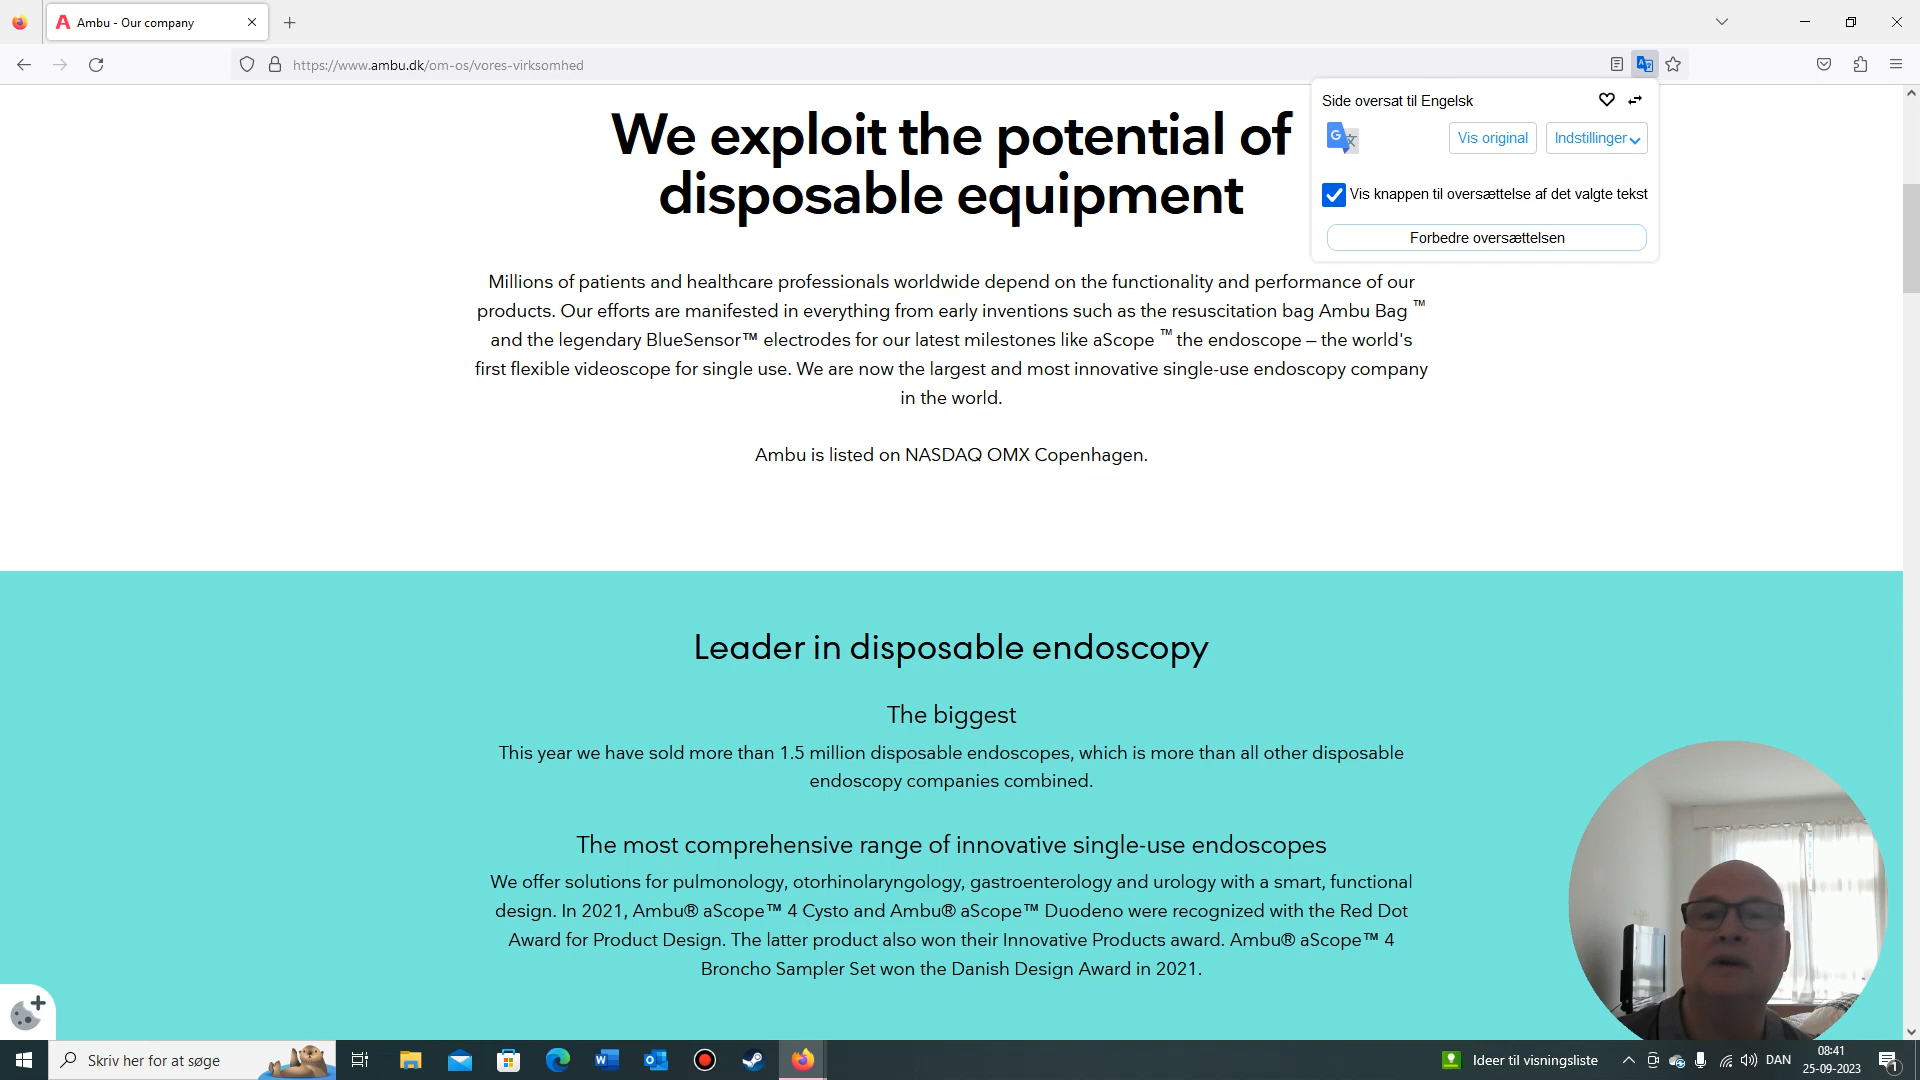 Ambu - Our company
https://www.ambu.dk/om-os/vores-virksomhed
Side oversat til Engelsk
Vis original
Indstillinger
Vis knappen til oversættelse af det valgte tekst
Forbedre oversættelsen
We exploit the potential of
disposable equipment
Millions of patients and healthcare professionals worldwide depend on the functionality and performance of our
products. Our efforts are manifested in everything from early inventions such as the resuscitation bag Ambu Bag ™
and the legendary BlueSensor™ electrodes for our latest milestones like aScope ™ the endoscope – the world's
first flexible videoscope for single use. We are now the largest and most innovative single-use endoscopy company
in the world.
Ambu is listed on NASDAQ OMX Copenhagen.
Leader in disposable endoscopy
The biggest
This year we have sold more than 1.5 million disposable endoscopes, which is more than all other disposable
endoscopy companies combined.
The most comprehensive range of innovative single-use endoscopes
We offer solutions for pulmonology, otorhinolaryngology, gastroenterology and urology with a smart, functional
design. In 2021, Ambu® aScope™ 4 Cysto and Ambu® aScope™ Duodeno were recognized with the Red Dot
Award for Product Design. The latter product also won their Innovative Products award. Ambu® aScope™ 4
Broncho Sampler Set won the Danish Design Award in 2021.
Skriv her for at søge
Ideer til visningsliste
DAN
08:41
25-09-2023
1